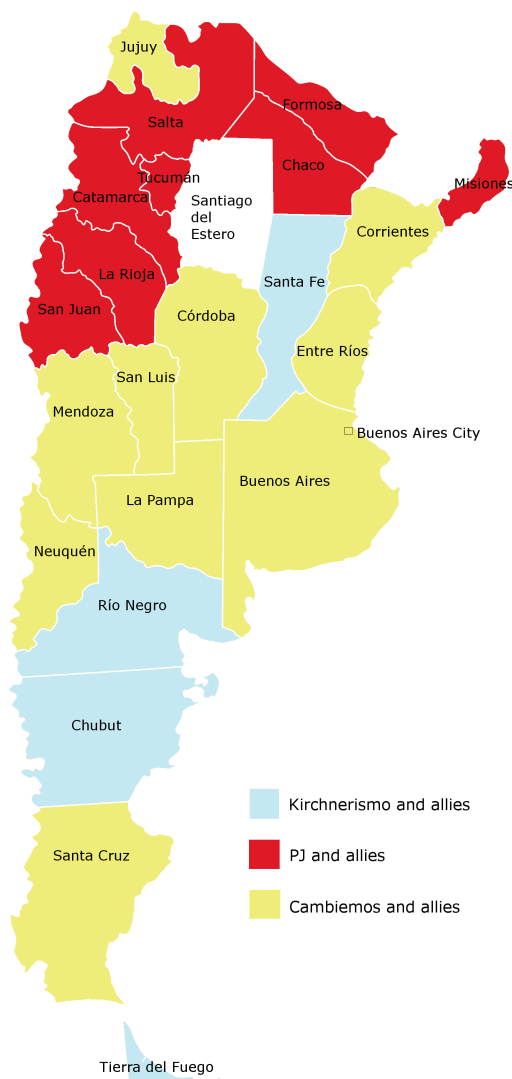 Jujuy
Formosa
Salta
Chaco
Tucumán
Misiones
Catamarca
Santiago
del
Estero
Corrientes
La Rioja
Santa Fe
San Juan
Córdoba
Entre Ríos
San Luis
Mendoza
Buenos Aires City
Buenos Aires
La Pampa
Neuquén
Río Negro
Chubut
Kirchnerismo and allies
PJ and allies
Santa Cruz
Cambiemos and allies
Tierra del Fuego